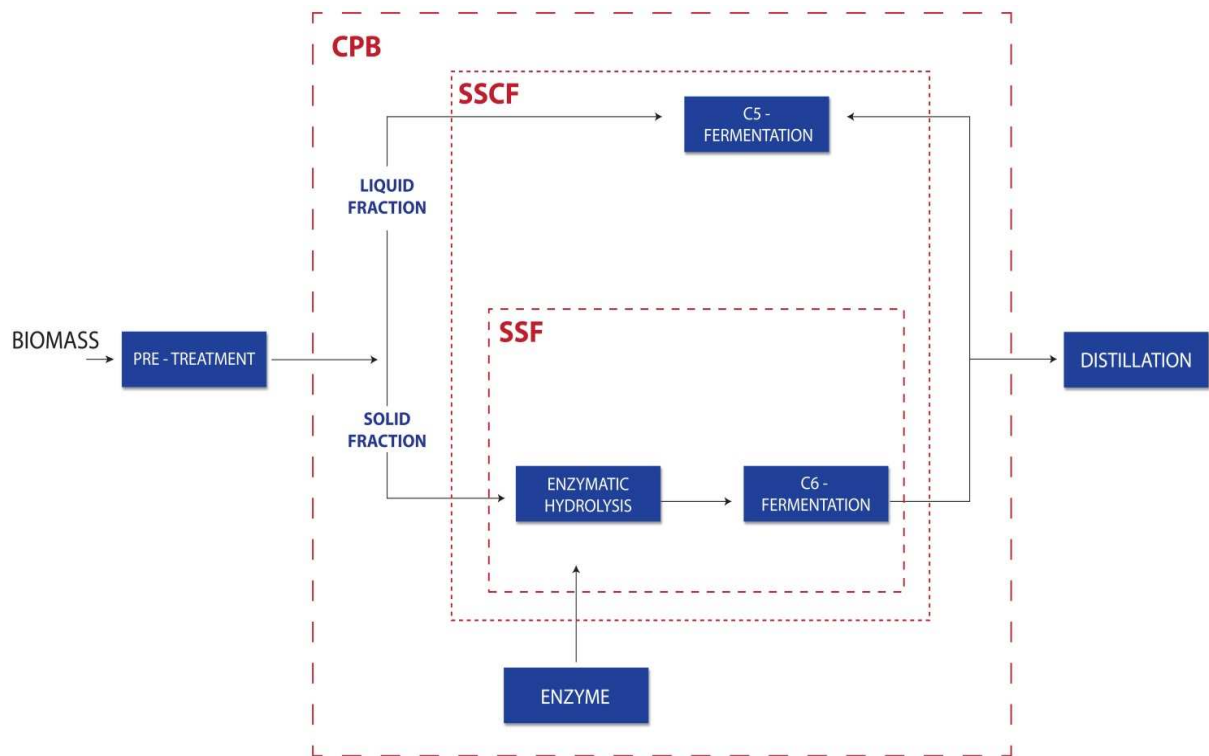 CPB
SSCF
C5 -
FERMENTATION
LIQUID
FRACTION
SSF
BIOMASS
PRE - TREATMENT
DISTILLATION
SOLID
FRACTION
ENZYMATIC
HYDROLYSIS
C6 -
FERMENTATION
ENZYME